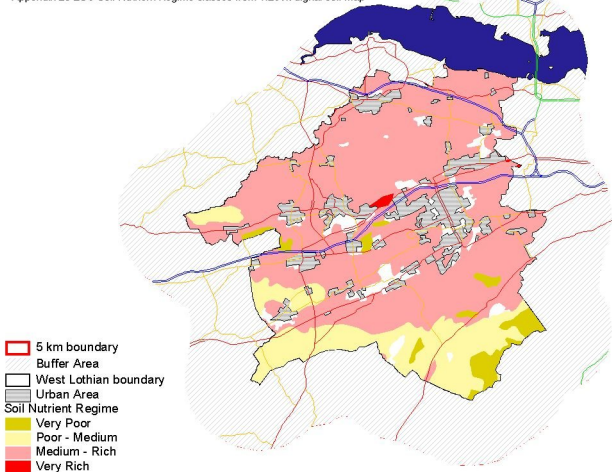 5 km boundary
Buffer Area
West Lothian boundary
Urban Area
Soil Nutrient Regime
Very Poor
Poor - Medium
Medium - Rich
Very Rich